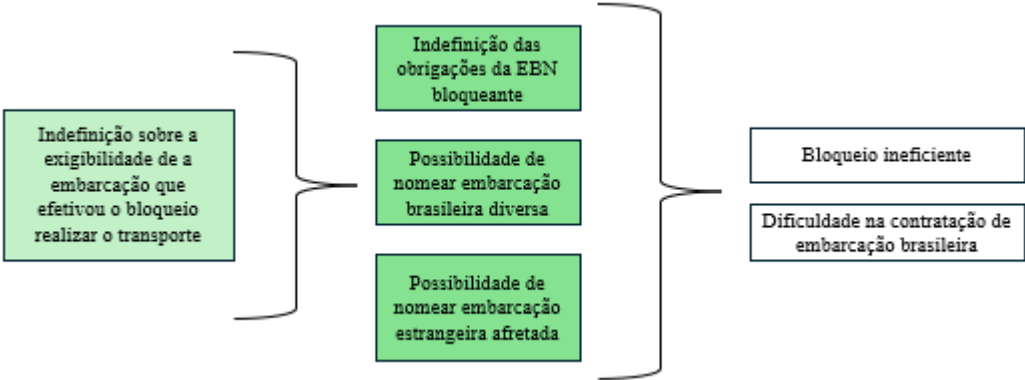 Indefinição sobre a
exigibilidade de a
embarcação que
efetivou o bloqueio
realizar o transporte
Indefinição das
obrigações da EBN
bloqueante
Possibilidade de
nomear embarcação
brasileira diversa
Possibilidade de
nomear embarcação
estrangeira afretada
Bloqueio ineficiente
Dificuldade na contratação de
embarcação brasileira